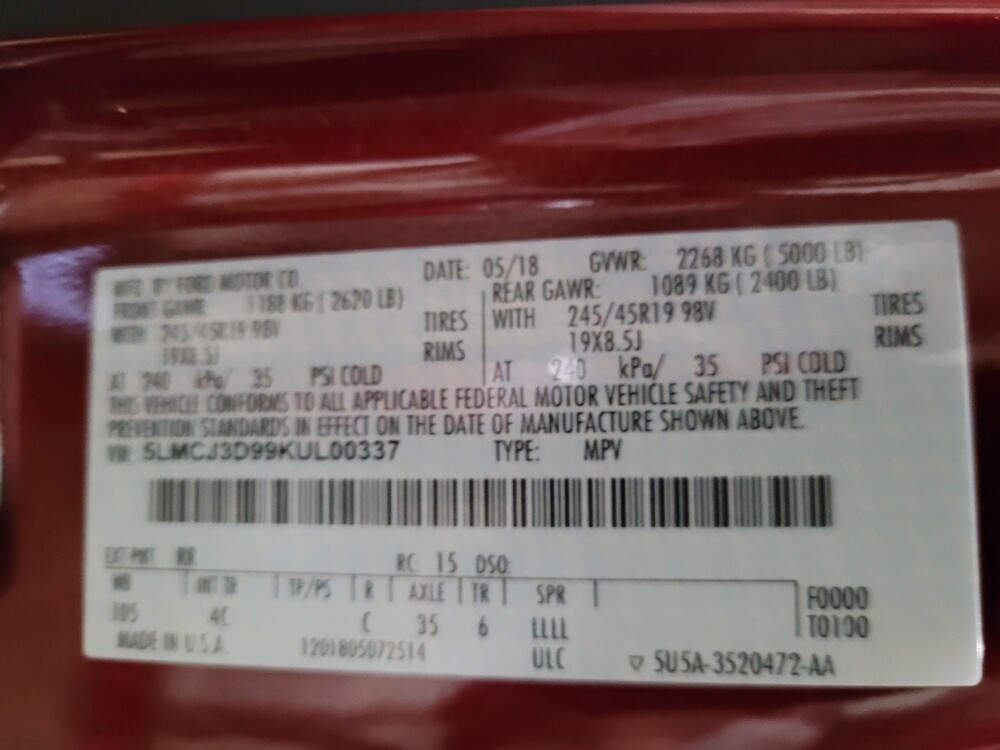 MFD. BY FORD MOTOR CO. DATE: 05/18 GVWR: 2268 KG ( 5000 LB)
FRONT GAWR: 1188 KG ( 2620 LB) REAR GAWR: 1089 KG ( 2400 LB)
WITH 245/45R19 98V TIRES WITH 245/45R19 98V TIRES
19X8.5J RIMS 19X8.5J RIMS
AT 240 kPa/ 35 PSI COLD AT 240 kPa/ 35 PSI COLD
THIS VEHICLE CONFORMS TO ALL APPLICABLE FEDERAL MOTOR VEHICLE SAFETY AND THEFT
PREVENTION STANDARDS IN EFFECT ON THE DATE OF MANUFACTURE SHOWN ABOVE.
VIN: 5LMCJ3D99KUL00337 TYPE: MPV
EXT PNT: RR RC: 15 DSO:
WB INT TR TP/PS R AXLE TR SPR F0000
105 4C C 35 6 LLLL T0100
MADE IN U.S.A. 1201805072514 ULC ▽ 5U5A-3520472-AA